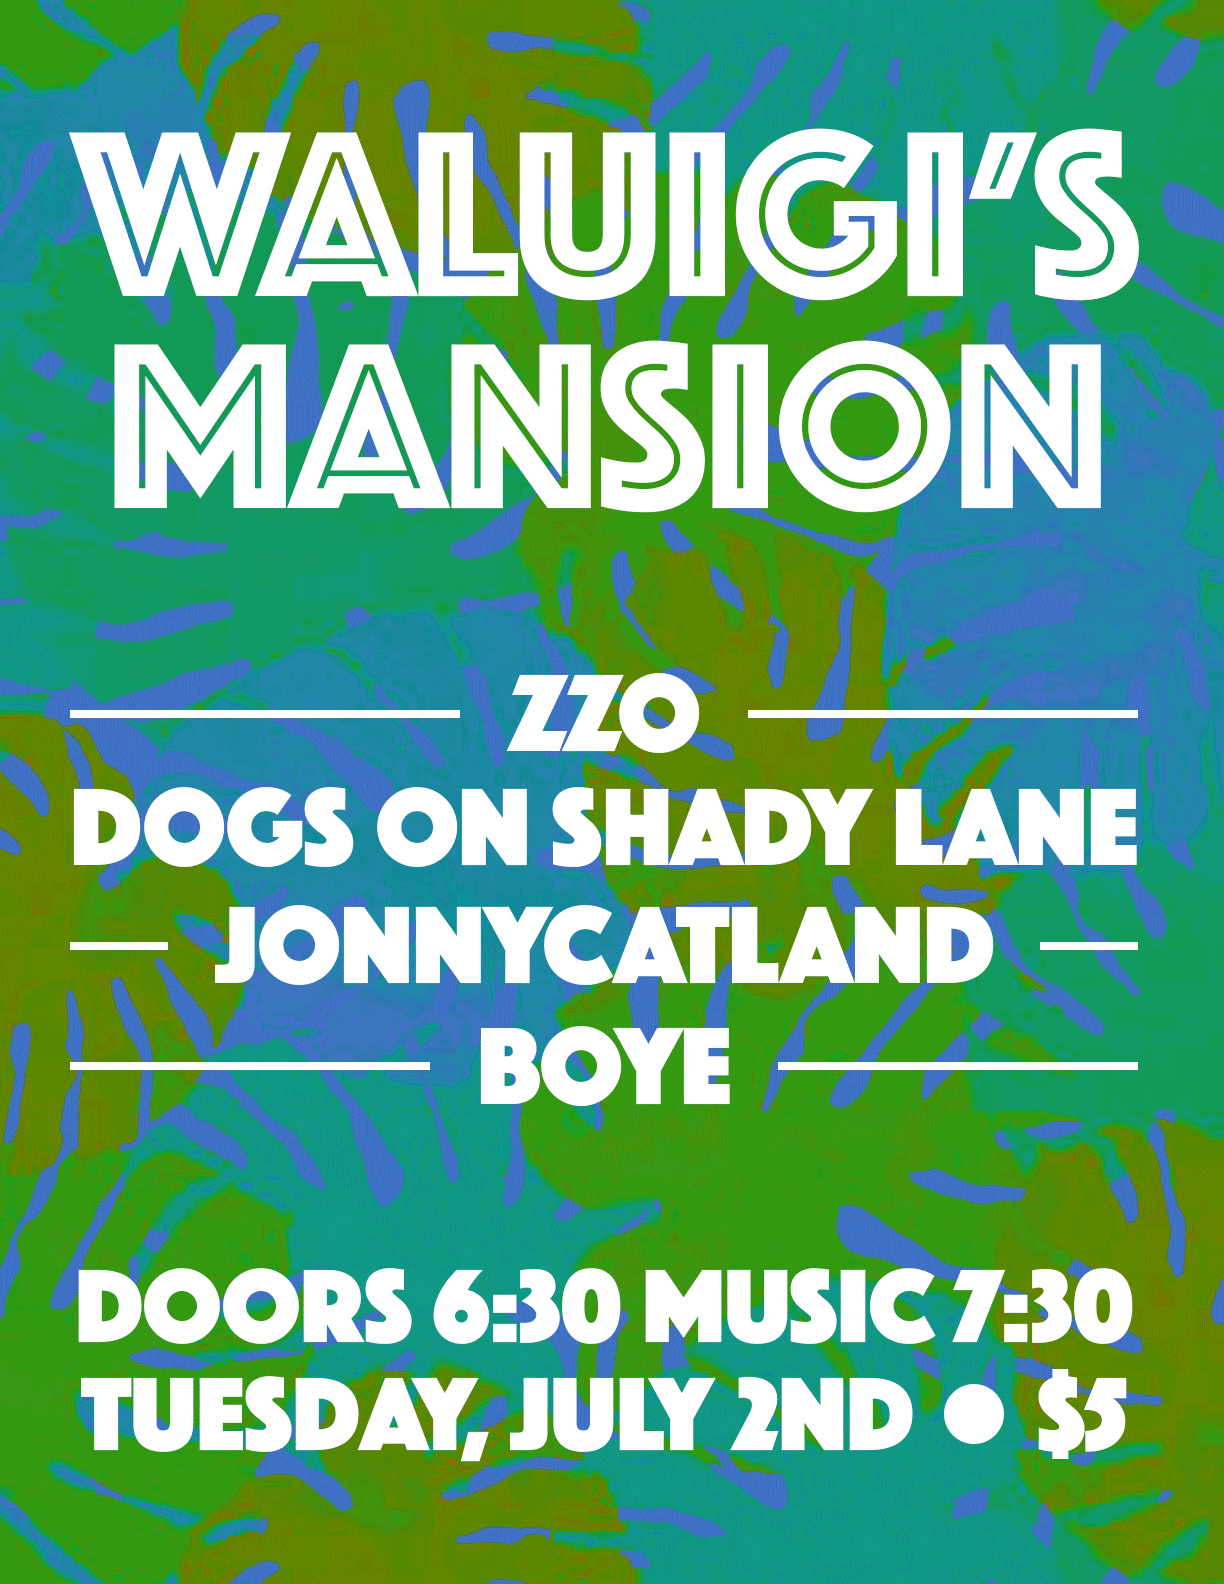 WALUIGI'S
MANSION
ZZO
DOGS ON SHADY LANE
JONNYCATLAND
BOYE
DOORS 6:30 MUSIC 7:30
TUESDAY, JULY 2ND ● $5